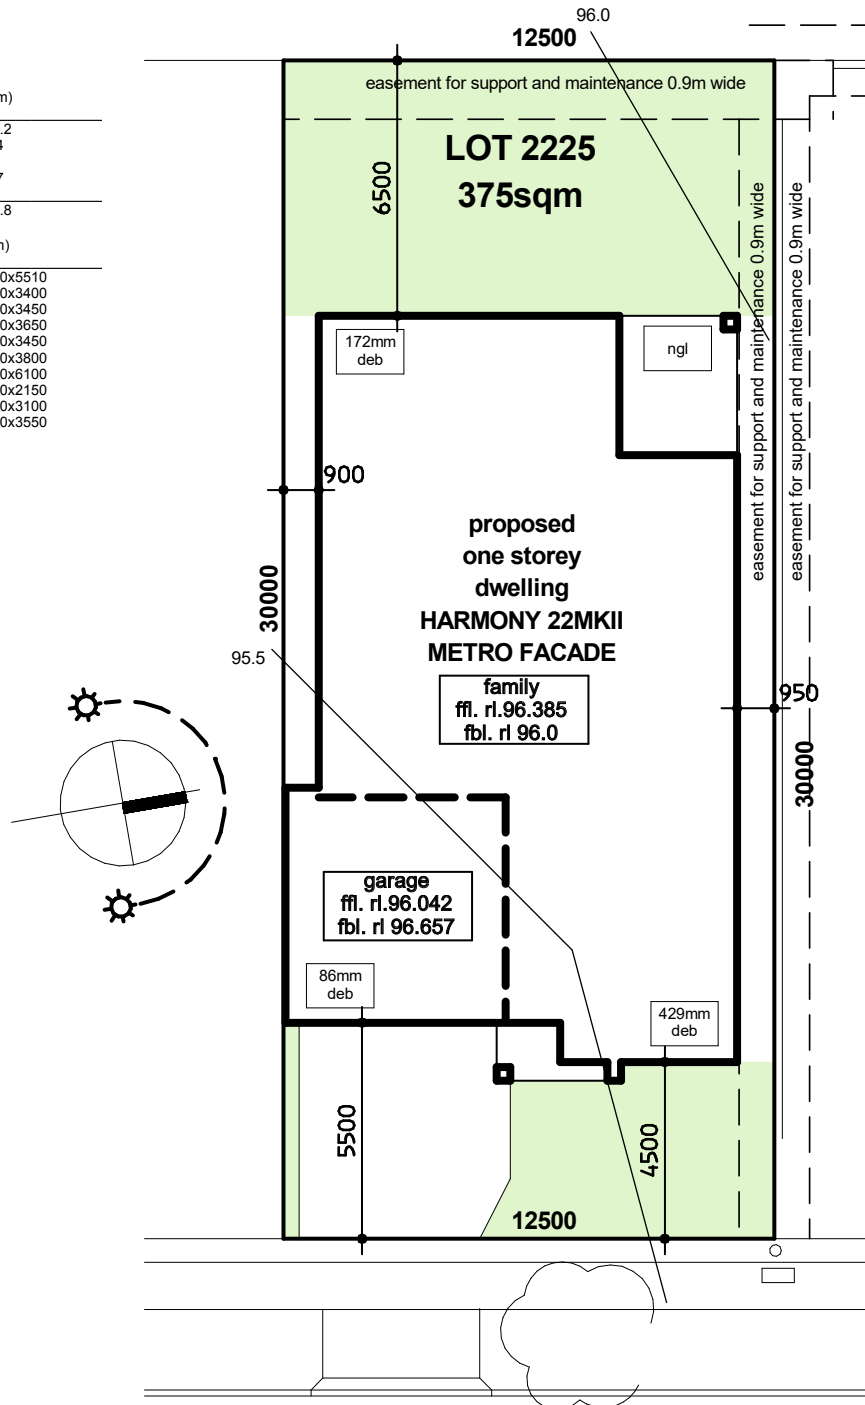 96.0
12500
easement for support and maintenance 0.9m wide
LOT 2225
375sqm
6500
m)
.2
4
7
.8
m)
0x5510
0x3400
0x3450
0x3650
0x3450
0x3800
0x6100
0x2150
0x3100
0x3550
172mm
deb
ngl
easement for support and maintenance 0.9m wide
easement for support and maintenance 0.9m wide
900
30000
95.5
proposed
one storey
dwelling
HARMONY 22MKII
METRO FACADE
family
ffl. rl.96.385
fbl. rl 96.0
950
30000
garage
ffl. rl.96.042
fbl. rl 96.657
86mm
deb
429mm
deb
5500
4500
12500